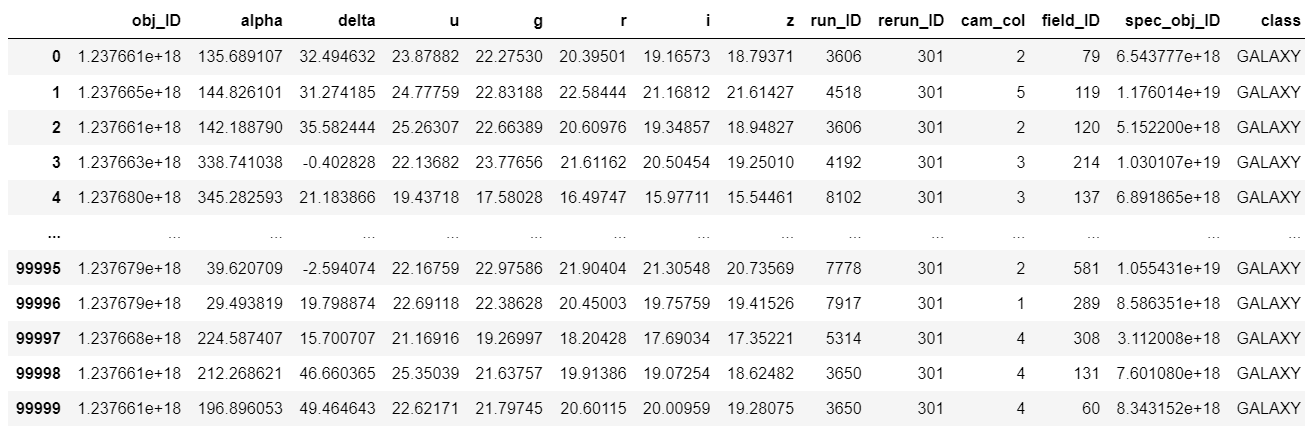 obj_ID alpha delta u g r i z run_ID rerun_ID cam_col field_ID spec_obj_ID class
0 1.237661e+18 135.689107 32.494632 23.87882 22.27530 20.39501 19.16573 18.79371 3606 301 2 79 6.543777e+18 GALAXY
1 1.237665e+18 144.826101 31.274185 24.77759 22.83188 22.58444 21.16812 21.61427 4518 301 5 119 1.176014e+19 GALAXY
2 1.237661e+18 142.188790 35.582444 25.26307 22.66389 20.60976 19.34857 18.94827 3606 301 2 120 5.152200e+18 GALAXY
3 1.237663e+18 338.741038 -0.402828 22.13682 23.77656 21.61162 20.50454 19.25010 4192 301 3 214 1.030107e+19 GALAXY
4 1.237680e+18 345.282593 21.183866 19.43718 17.58028 16.49747 15.97711 15.54461 8102 301 3 137 6.891865e+18 GALAXY
... ... ... ... ... ... ... ... ... ... ... ... ... ... ...
99995 1.237679e+18 39.620709 -2.594074 22.16759 22.97586 21.90404 21.30548 20.73569 7778 301 2 581 1.055431e+19 GALAXY
99996 1.237679e+18 29.493819 19.798874 22.69118 22.38628 20.45003 19.75759 19.41526 7917 301 1 289 8.586351e+18 GALAXY
99997 1.237668e+18 224.587407 15.700707 21.16916 19.26997 18.20428 17.69034 17.35221 5314 301 4 308 3.112008e+18 GALAXY
99998 1.237661e+18 212.268621 46.660365 25.35039 21.63757 19.91386 19.07254 18.62482 3650 301 4 131 7.601080e+18 GALAXY
99999 1.237661e+18 196.896053 49.464643 22.62171 21.79745 20.60115 20.00959 19.28075 3650 301 4 60 8.343152e+18 GALAXY